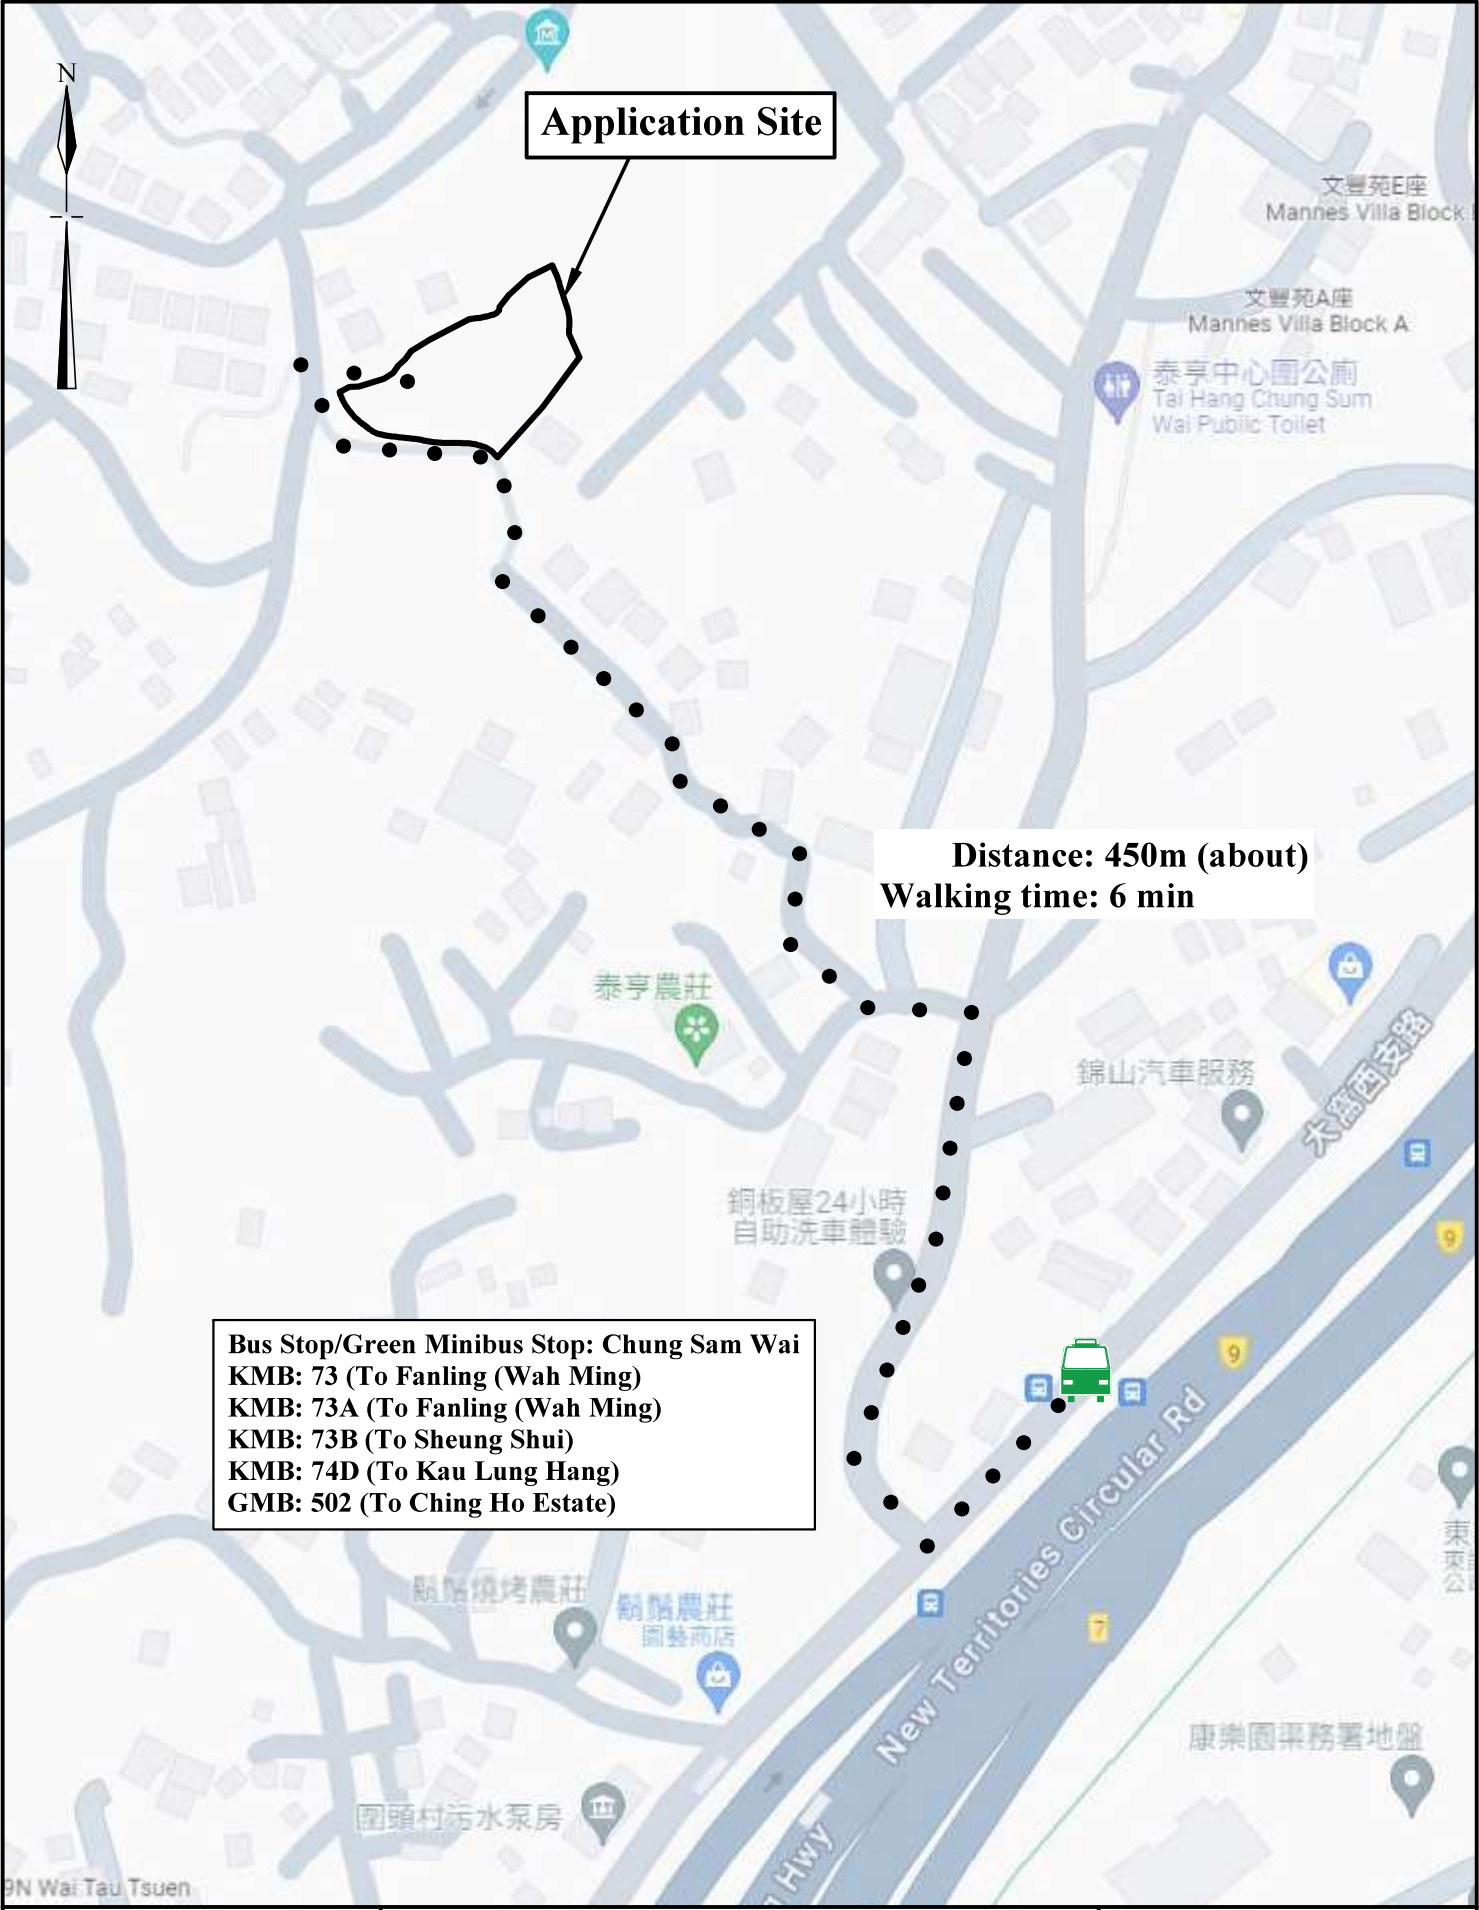 N
Application Site
文豐苑E座
Mannes Villa Block
文豐苑A座
Mannes Villa Block A
泰亨中心圍公廁
Tai Hang Chung Sum
Wai Public Toilet
Distance: 450m (about)
Walking time: 6 min
泰亨農莊
錦山汽車服務
大窩西支路
銅板屋24小時
自助洗車體驗
9
9
Bus Stop/Green Minibus Stop: Chung Sam Wai
KMB: 73 (To Fanling (Wah Ming)
KMB: 73A (To Fanling (Wah Ming)
KMB: 73B (To Sheung Shui)
KMB: 74D (To Kau Lung Hang)
GMB: 502 (To Ching Ho Estate)
New Territories Circular Rd
鬍鬚燒烤農莊
鬍鬚農莊
園藝商店
7
康樂園渠務署地盤
圍頭村污水泵房
Hwy
9N Wai Tau Tsuen